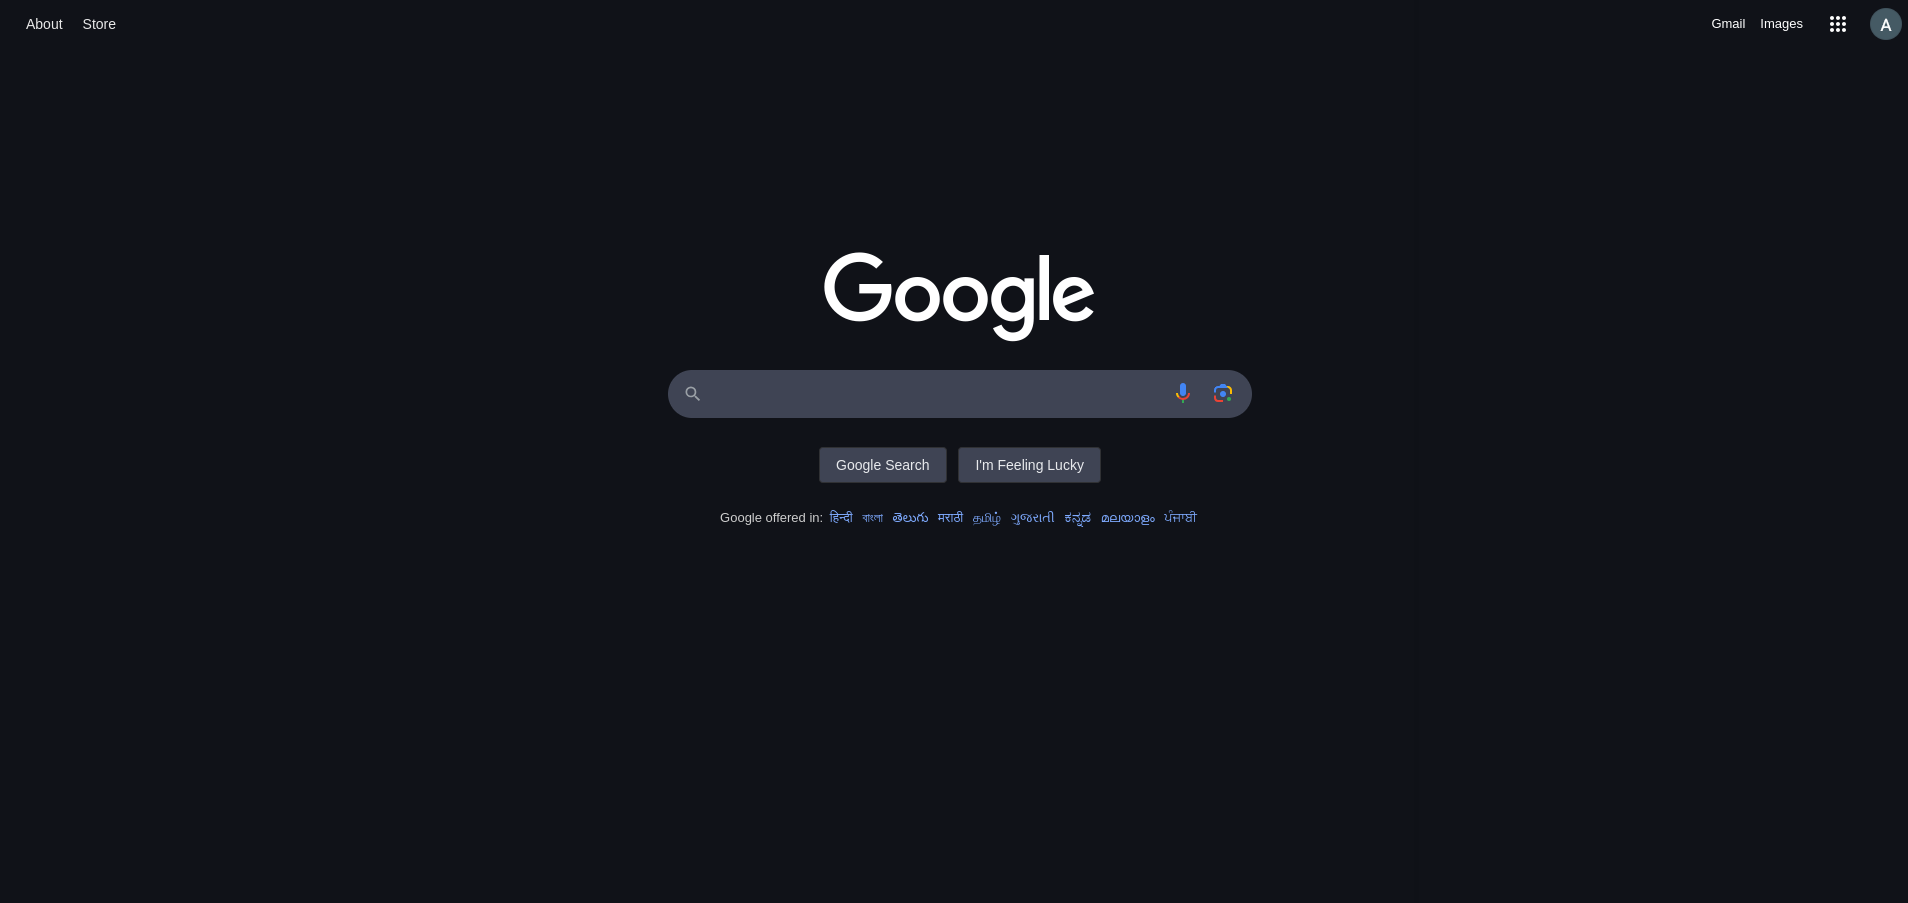 About Store Gmail Images A
Google
Google Search I'm Feeling Lucky
Google offered in: हिन्दी বাংলা తెలుగు मराठी தமிழ் ગુજરાતી ಕನ್ನಡ മലയാളം ਪੰਜਾਬੀ